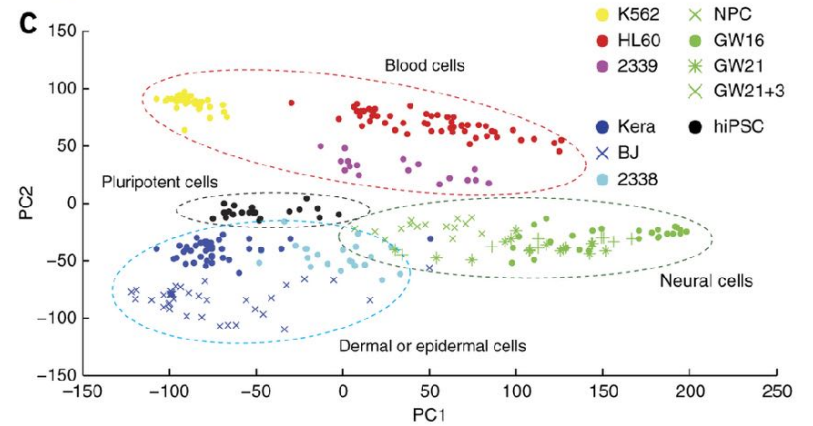 C
K562
HL60
2339
Kera
BJ
2338
NPC
GW16
GW21
GW21+3
hiPSC
Blood cells
Pluripotent cells
Neural cells
Dermal or epidermal cells
PC2
150
100
50
0
−50
−100
−150
−150 −100 −50 0 50 100 150 200 250
PC1